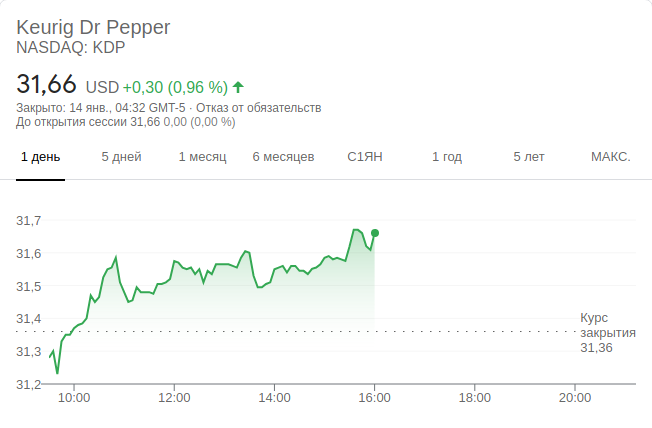 Keurig Dr Pepper
NASDAQ: KDP
31,66 USD +0,30 (0,96 %)
Закрыто: 14 янв., 04:32 GMT-5 · Отказ от обязательств
До открытия сессии 31,66 0,00 (0,00 %)
1 день 5 дней 1 месяц 6 месяцев С1ЯН 1 год 5 лет МАКС.
31,7
31,6
31,5
31,4
31,3
31,2
Курс
закрытия
31,36
10:00 12:00 14:00 16:00 18:00 20:00